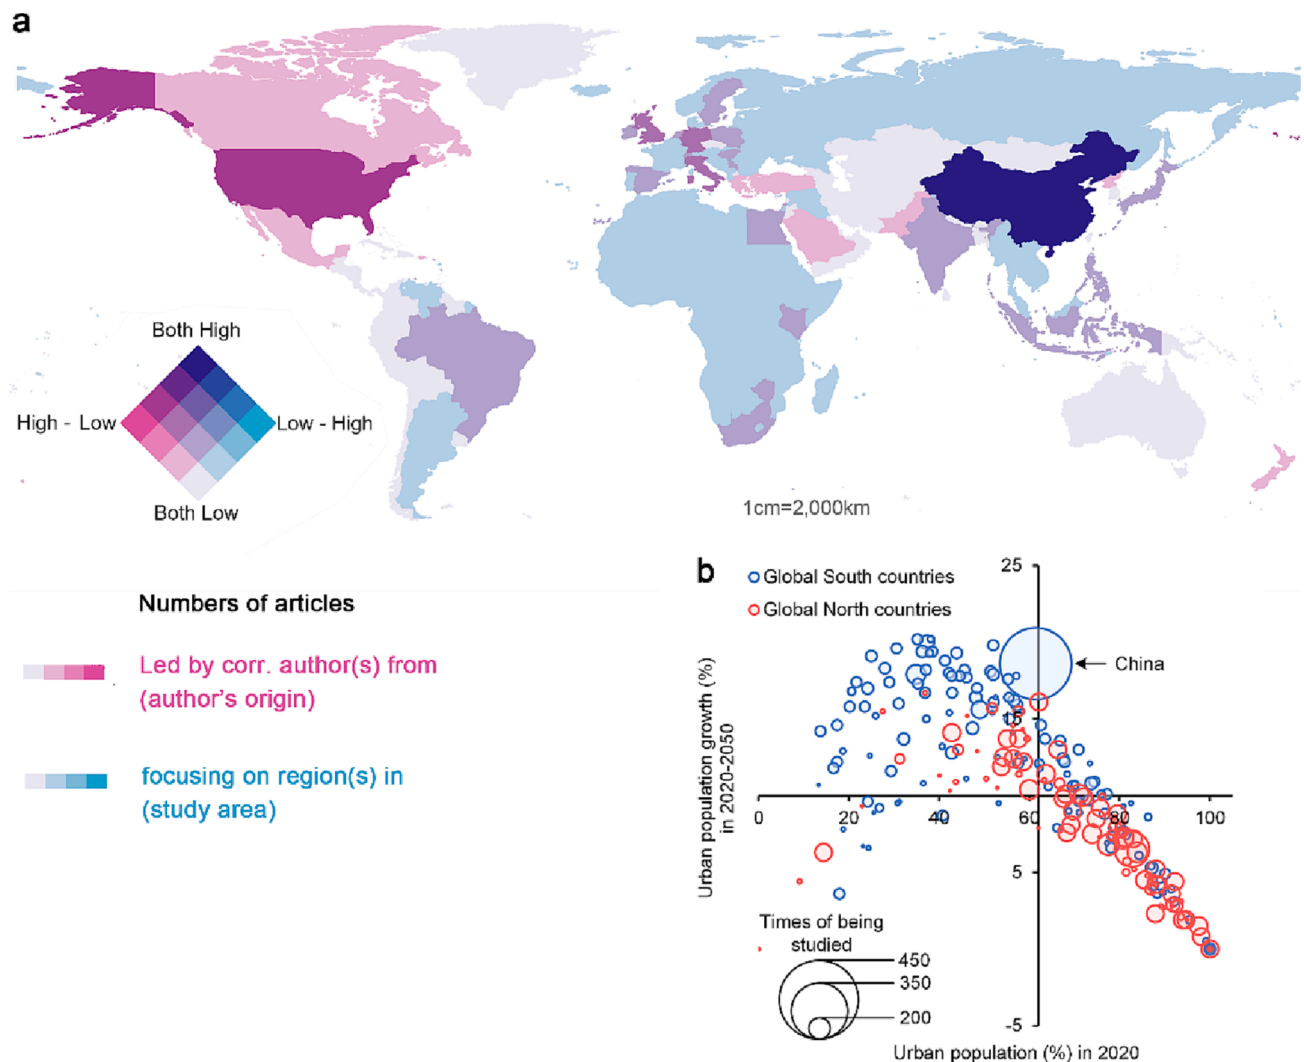 a
Both High
High - Low
Low - High
Both Low
1cm=2,000km
Numbers of articles
Led by corr. author(s) from
(author's origin)
focusing on region(s) in
(study area)
b
Global South countries
Global North countries
25
China
15
Urban population growth (%)
in 2020-2050
0
20
40
60
80
100
5
Times of being
studied
450
350
200
-5
Urban population (%) in 2020